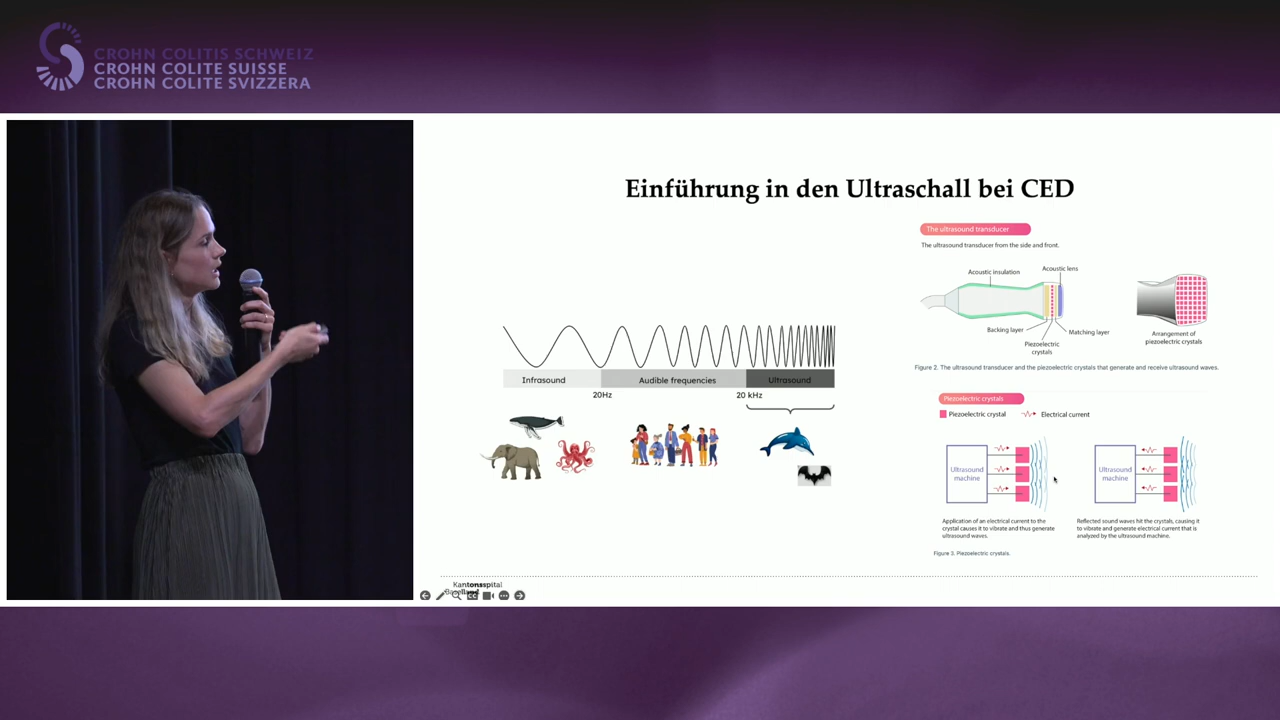 CROHN COLITIS SCHWEIZ
CROHN COLITE SUISSE
CROHN COLITE SVIZZERA
Einführung in den Ultraschall bei CED
Infrasound
Audible frequencies
Ultrasound
20Hz
20 kHz
The ultrasound transducer
The ultrasound transducer from the side and front.
Acoustic insulation
Acoustic lens
Backing layer
Matching layer
Piezoelectric
crystals
Arrangement of
piezoelectric crystals
Figure 2. The ultrasound transducer and the piezoelectric crystals that generate and receive ultrasound waves.
Piezoelectric crystals
Piezoelectric crystal
Electrical current
Ultrasound
machine
Ultrasound
machine
Application of an electrical current to the
crystal causes it to vibrate and thus generate
ultrasound waves.
Reflected sound waves hit the crystals, causing it
to vibrate and generate electrical current that is
analyzed by the ultrasound machine.
Figure 3. Piezoelectric crystals.
Kantonsspital